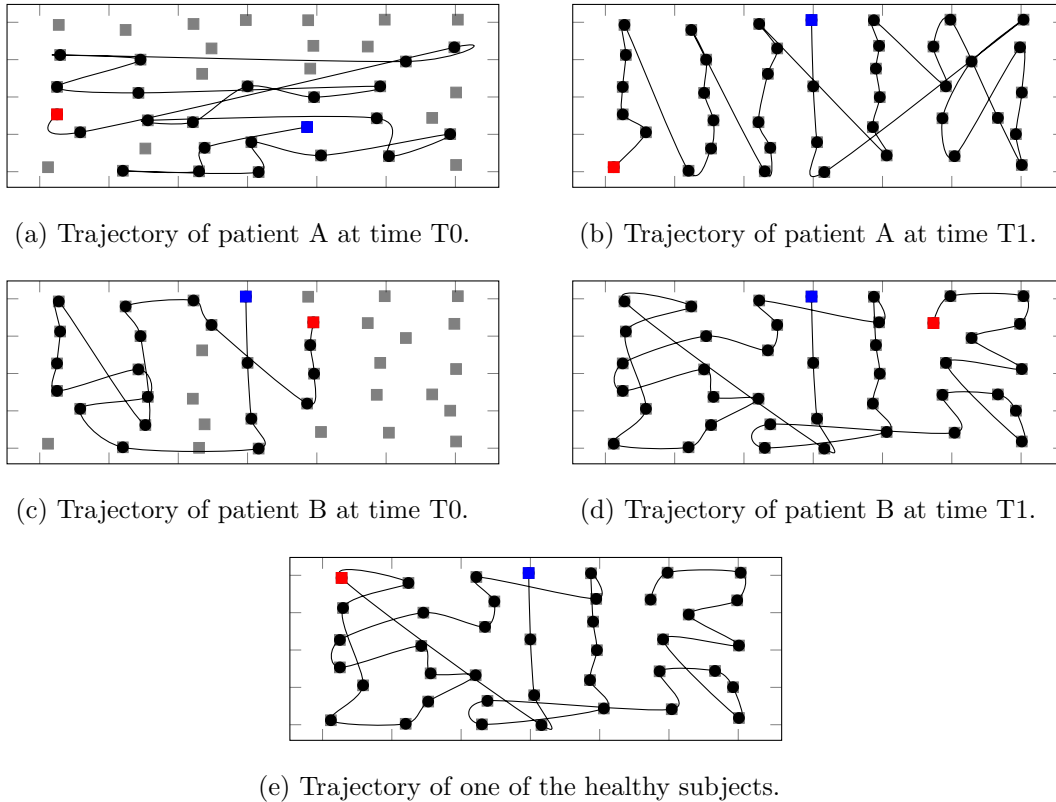 (a) Trajectory of patient A at time T0.
(b) Trajectory of patient A at time T1.
(c) Trajectory of patient B at time T0.
(d) Trajectory of patient B at time T1.
(e) Trajectory of one of the healthy subjects.